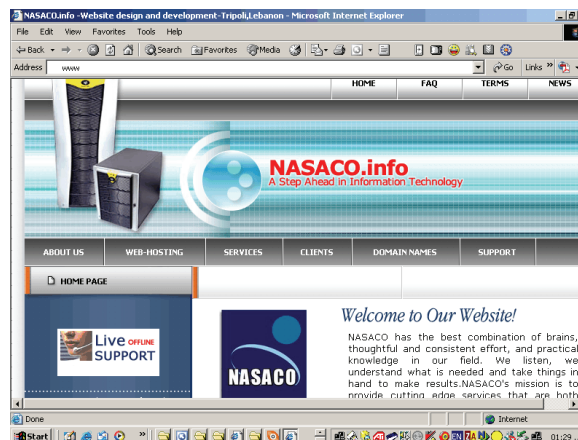 NASACO.info -Website design and development-Tripoli,Lebanon - Microsoft Internet Explorer
File Edit View Favorites Tools Help
Back Search Favorites Media
Address www Go Links »
HOME FAQ TERMS NEWS
NASACO.info
A Step Ahead in Information Technology
ABOUT US WEB-HOSTING SERVICES CLIENTS DOMAIN NAMES SUPPORT
HOME PAGE
Live OFFLINE
SUPPORT
NASACO
Welcome to Our Website!
NASACO has the best combination of brains,
thoughtful and consistent effort, and practical
knowledge in our field. We listen, we
understand what is needed and take things in
hand to make results.NASACO's mission is to
provide cutting edge services that are both
Done Internet
Start » 01:29